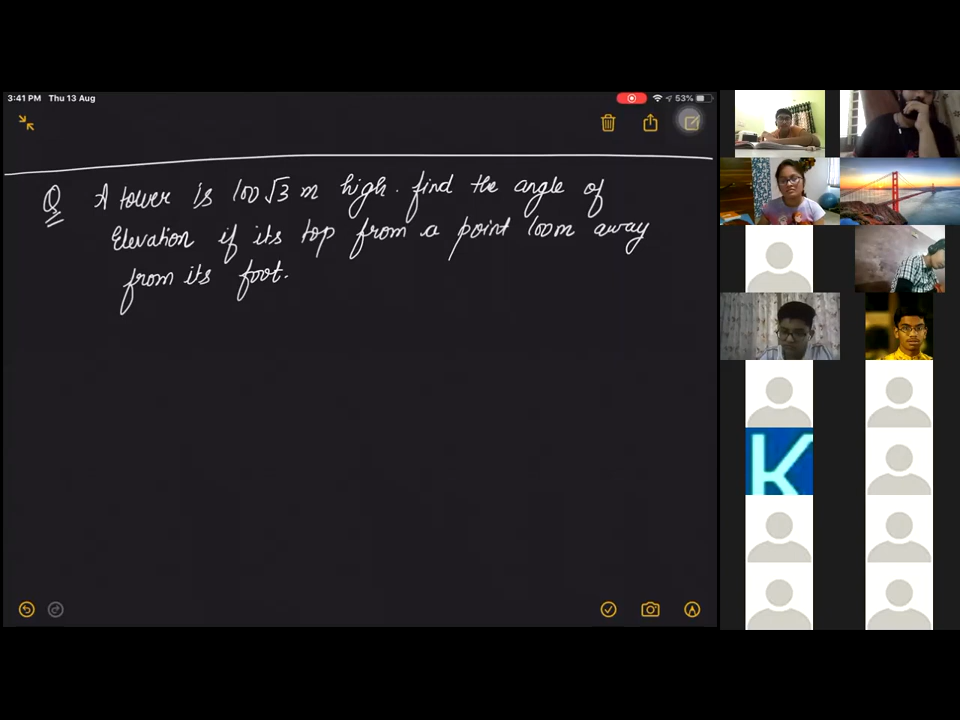 3:41 PM Thu 13 Aug
53%
Q A tower is 100√3 m high. find the angle of
Elevation if its top from a point 100m away
from its foot.
K